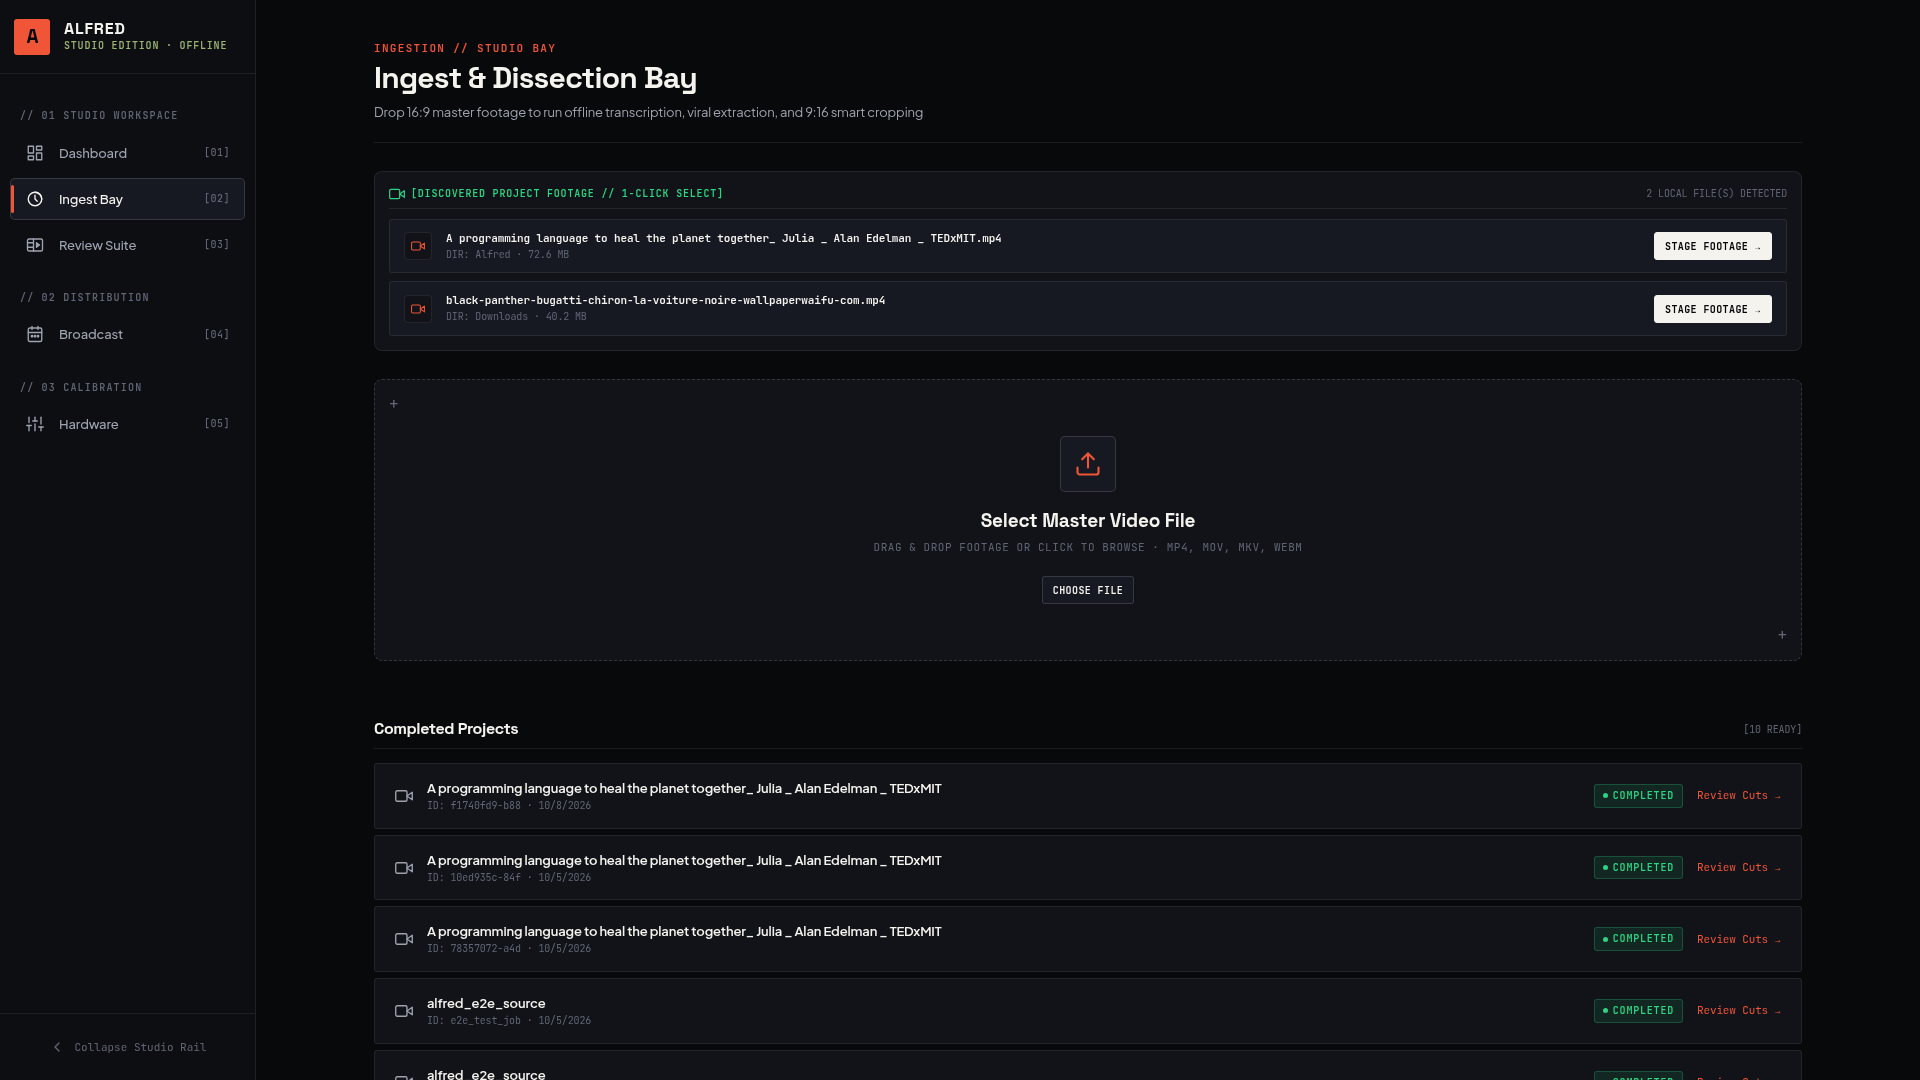 A
ALFRED
STUDIO EDITION · OFFLINE
// 01 STUDIO WORKSPACE
Dashboard [01]
Ingest Bay [02]
Review Suite [03]
// 02 DISTRIBUTION
Broadcast [04]
// 03 CALIBRATION
Hardware [05]
Collapse Studio Rail
INGESTION // STUDIO BAY
Ingest & Dissection Bay
Drop 16:9 master footage to run offline transcription, viral extraction, and 9:16 smart cropping
[DISCOVERED PROJECT FOOTAGE // 1-CLICK SELECT] 2 LOCAL FILE(S) DETECTED
A programming language to heal the planet together_ Julia _ Alan Edelman _ TEDxMIT.mp4
DIR: Alfred · 72.6 MB
STAGE FOOTAGE →
black-panther-bugatti-chiron-la-voiture-noire-wallpaperwaifu-com.mp4
DIR: Downloads · 40.2 MB
STAGE FOOTAGE →
+
Select Master Video File
DRAG & DROP FOOTAGE OR CLICK TO BROWSE · MP4, MOV, MKV, WEBM
CHOOSE FILE
+
Completed Projects [10 READY]
A programming language to heal the planet together_ Julia _ Alan Edelman _ TEDxMIT
ID: f1740fd9-b88 · 10/8/2026
COMPLETED Review Cuts →
A programming language to heal the planet together_ Julia _ Alan Edelman _ TEDxMIT
ID: 10ed935c-84f · 10/5/2026
COMPLETED Review Cuts →
A programming language to heal the planet together_ Julia _ Alan Edelman _ TEDxMIT
ID: 78357072-a4d · 10/5/2026
COMPLETED Review Cuts →
alfred_e2e_source
ID: e2e_test_job · 10/5/2026
COMPLETED Review Cuts →
alfred_e2e_source